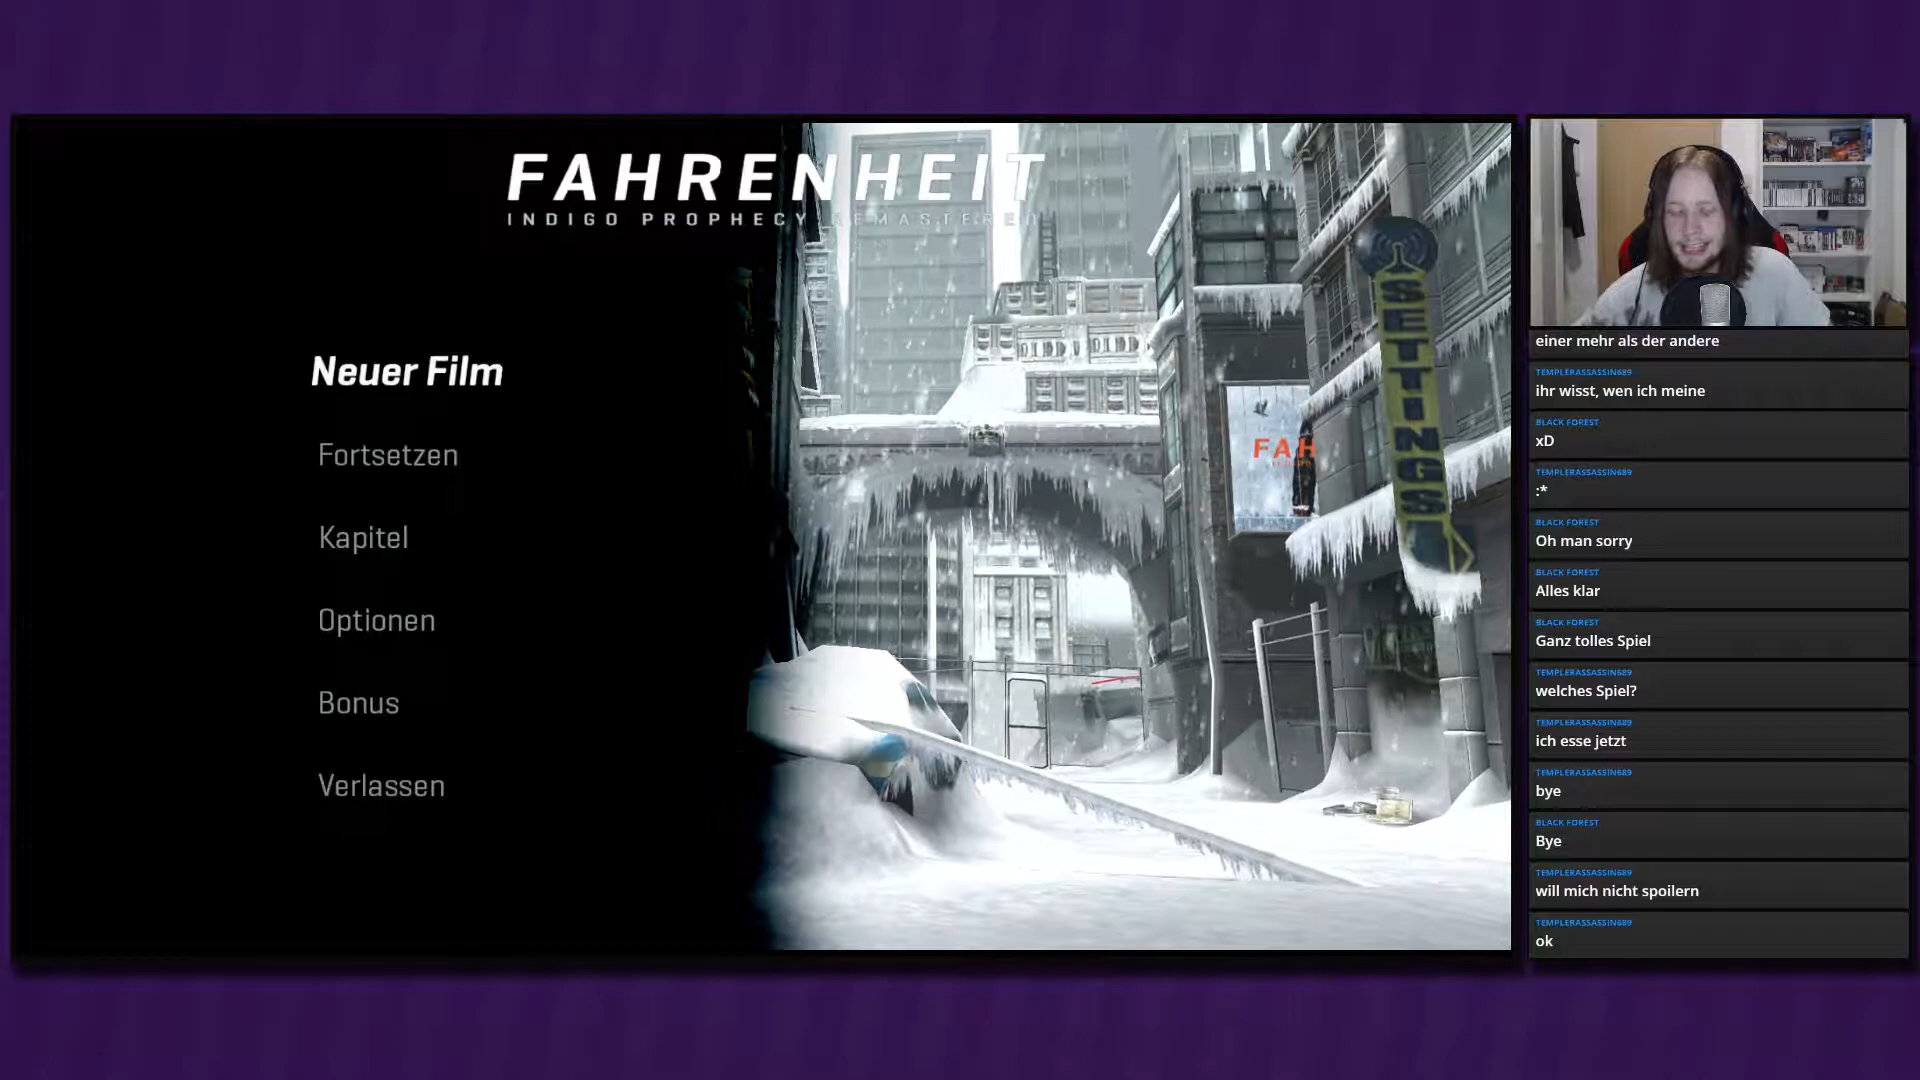 FAHRENHEIT
INDIGO PROPHECY REMASTERED
Neuer Film
Fortsetzen
Kapitel
Optionen
Bonus
Verlassen
SETTINGS
FAH
einer mehr als der andere
TEMPLERASSASSIN689
ihr wisst, wen ich meine
BLACK FOREST
xD
TEMPLERASSASSIN689
:*
BLACK FOREST
Oh man sorry
BLACK FOREST
Alles klar
BLACK FOREST
Ganz tolles Spiel
TEMPLERASSASSIN689
welches Spiel?
TEMPLERASSASSIN689
ich esse jetzt
TEMPLERASSASSIN689
bye
BLACK FOREST
Bye
TEMPLERASSASSIN689
will mich nicht spoilern
TEMPLERASSASSIN689
ok